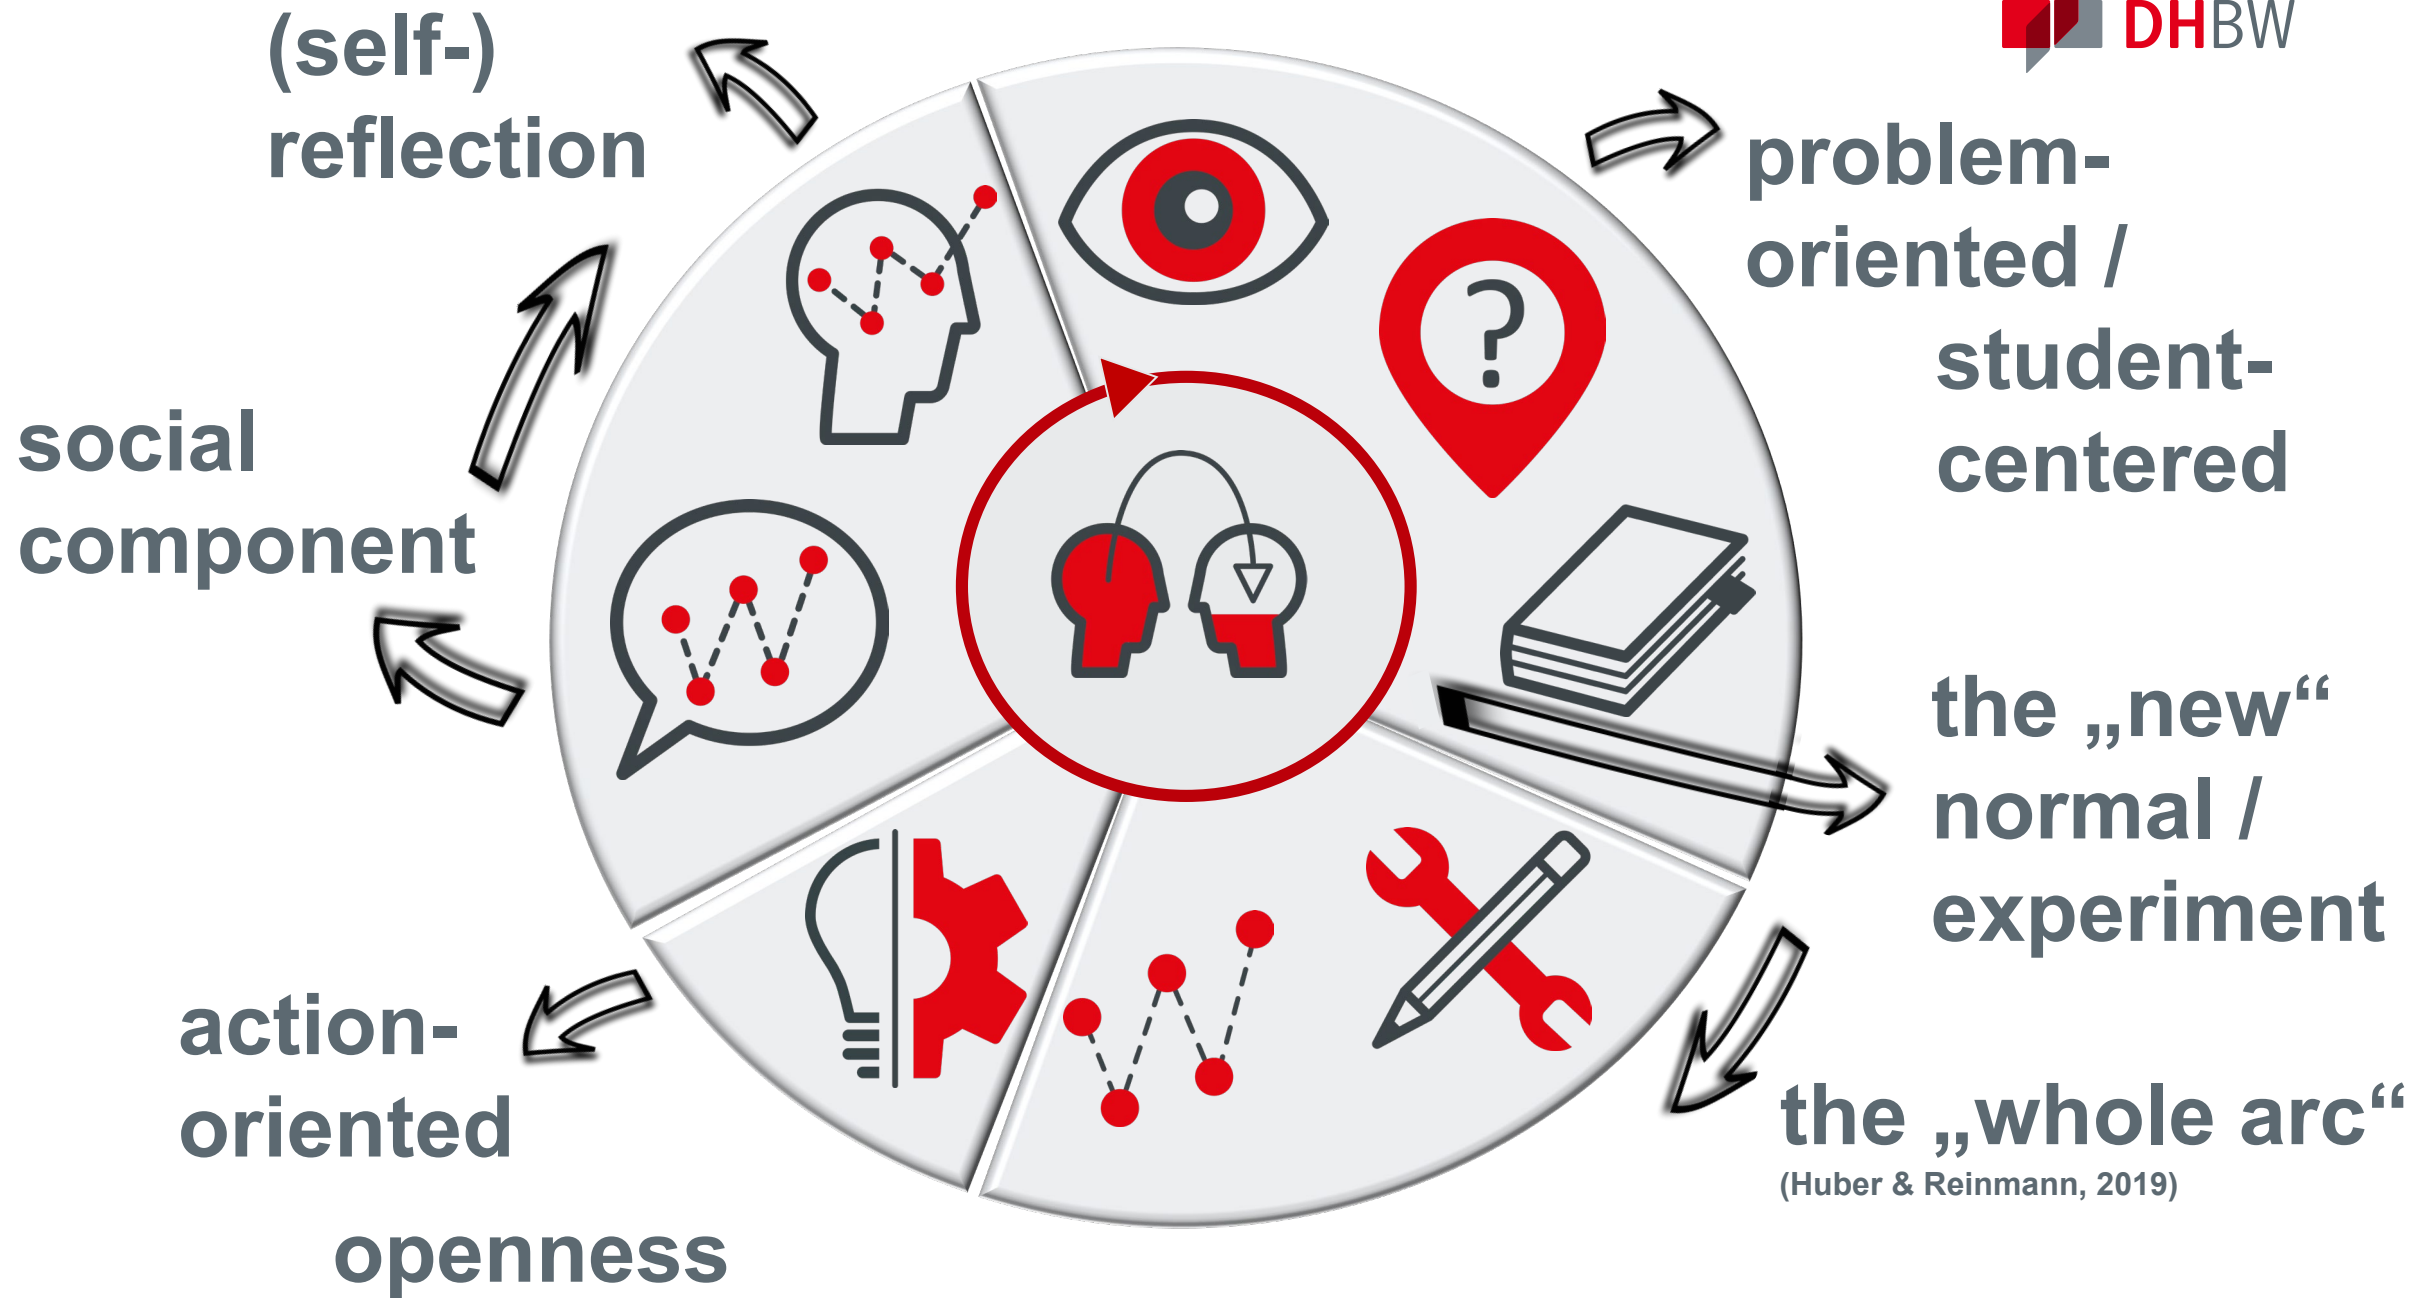 (self-)
reflection
DHBW
problem-
oriented /
student-
centered
social
component
?
the „new“
normal /
experiment
action-
oriented
the „whole arc“
(Huber & Reinmann, 2019)
openness